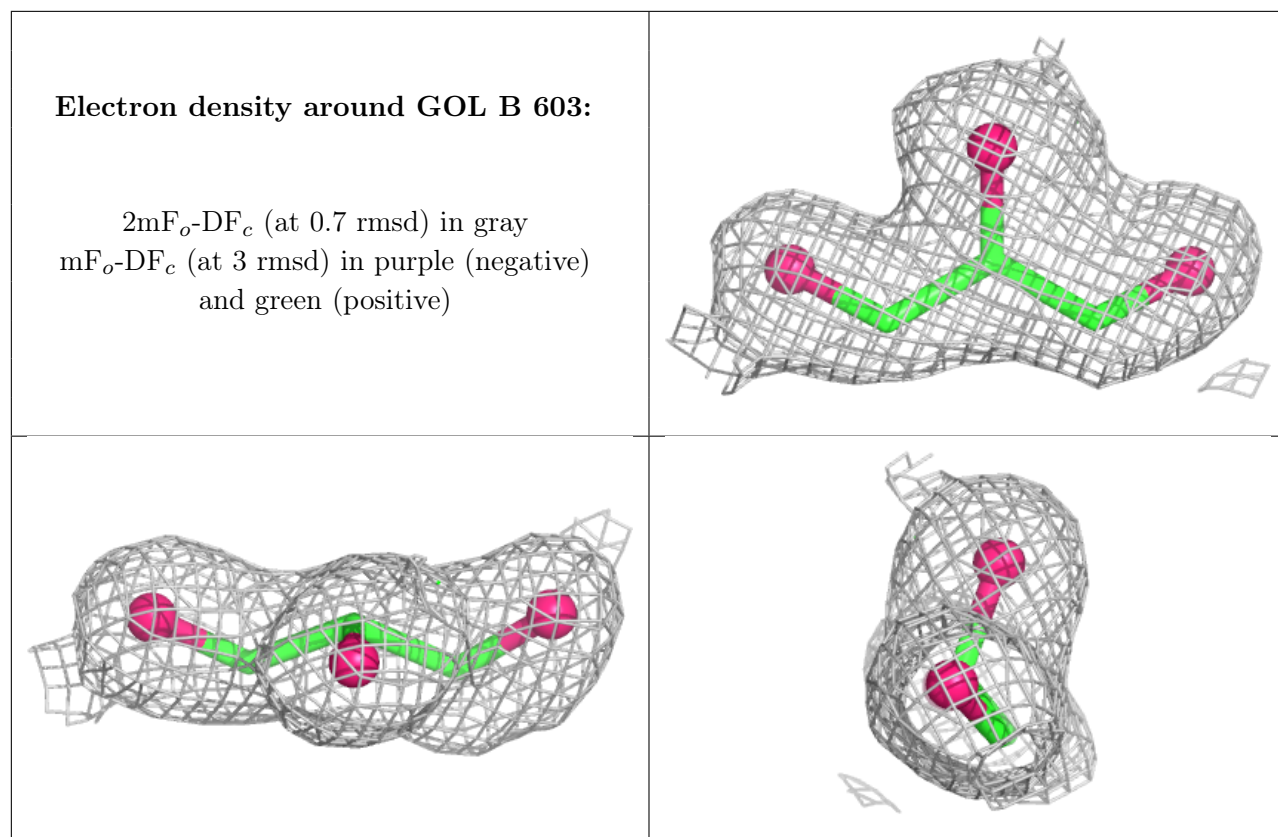 Electron density around GOL B 603:
2mFo-DFc (at 0.7 rmsd) in gray
mFo-DFc (at 3 rmsd) in purple (negative)
and green (positive)